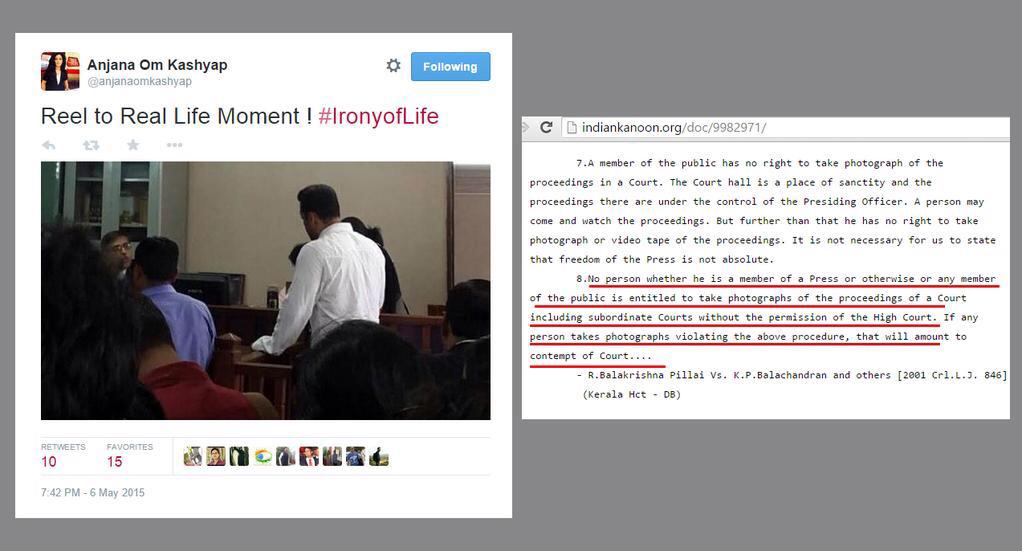 Anjana Om Kashyap
@anjanaomkashyap
Following
Reel to Real Life Moment ! #IronyofLife
RETWEETS
10
FAVORITES
15
7:42 PM - 6 May 2015
indiankanoon.org/doc/9982971/
7.A member of the public has no right to take photograph of the
proceedings in a Court. The Court hall is a place of sanctity and the
proceedings there are under the control of the Presiding Officer. A person may
come and watch the proceedings. But further than that he has no right to take
photograph or video tape of the proceedings. It is not necessary for us to state
that freedom of the Press is not absolute.
8.No person whether he is a member of a Press or otherwise or any member
of the public is entitled to take photographs of the proceedings of a Court
including subordinate Courts without the permission of the High Court. If any
person takes photographs violating the above procedure, that will amount to
contempt of Court....
- R.Balakrishna Pillai Vs. K.P.Balachandran and others [2001 Crl.L.J. 846]
(Kerala Hct - DB)